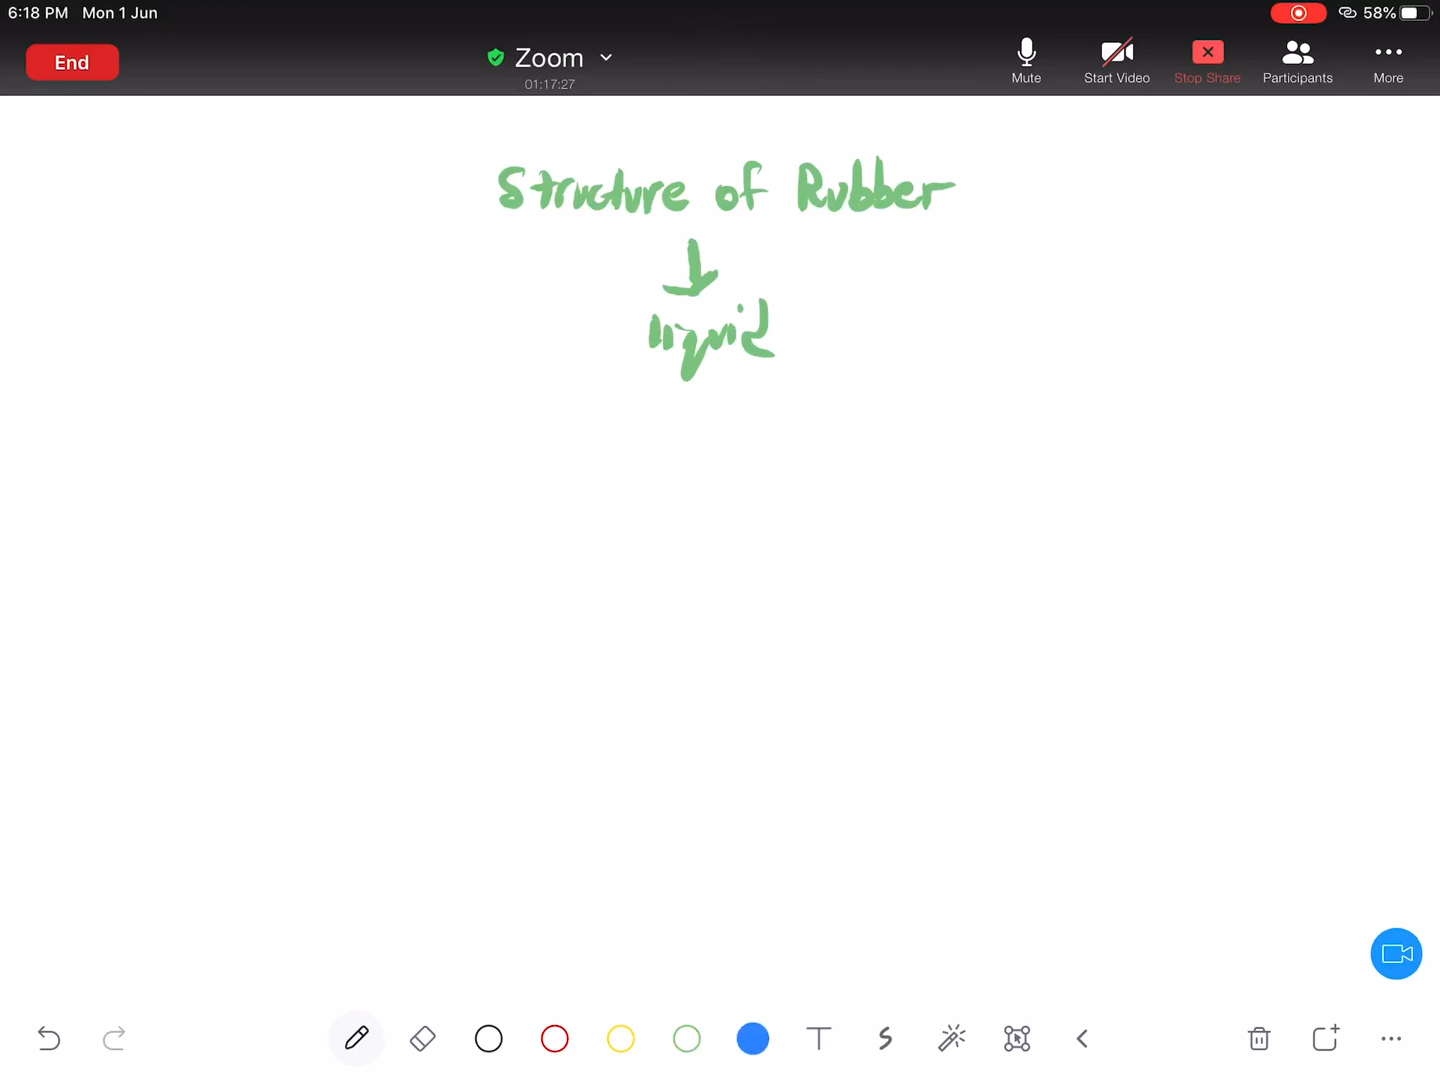 6:18 PM Mon 1 Jun
58%
End
Zoom
01:17:27
Mute
Start Video
Stop Share
Participants
More
Structure of Rubber
liquid